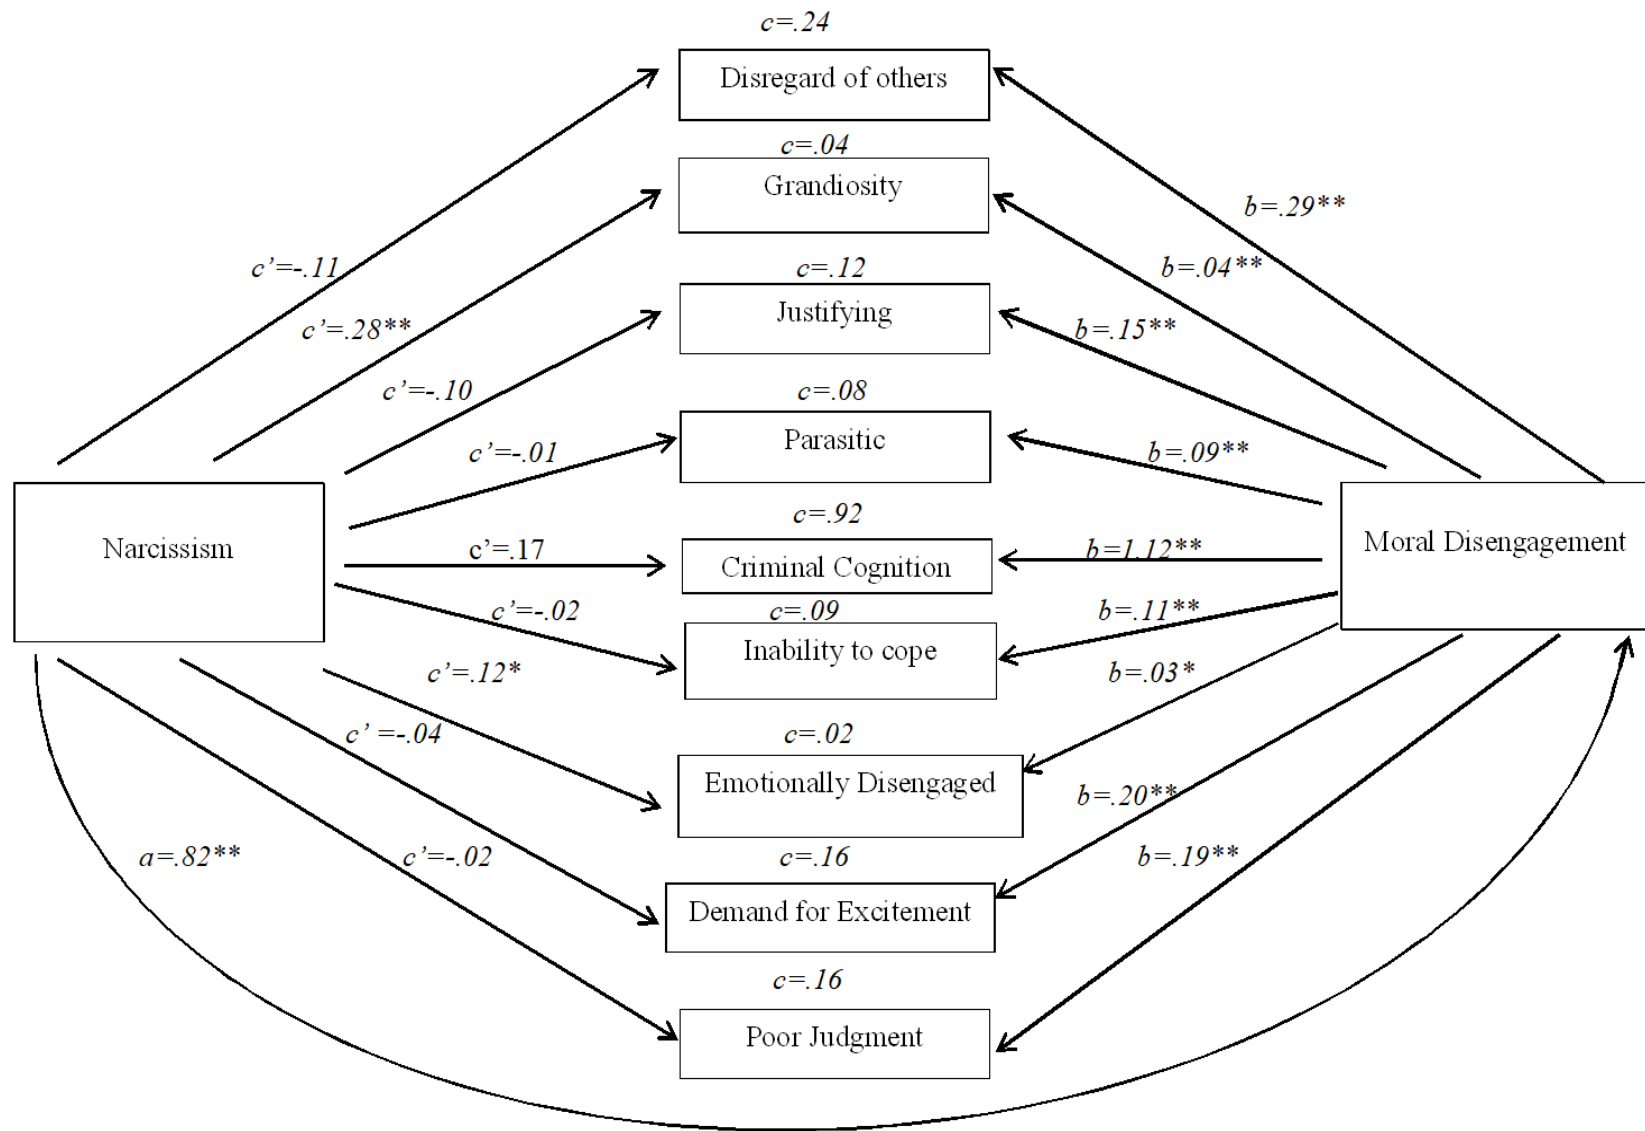 c=.24
Disregard of others
c=.04
Grandiosity
b=.29**
c’=-.11
c=.12
b=.04**
Justifying
c’=.28**
b=.15**
c’=-.10
c=.08
Parasitic
c’=-.01
b=.09**
c=.92
Narcissism
c’=.17
Criminal Cognition
b=1.12**
Moral Disengagement
c’=-.02
c=.09
b=.11**
Inability to cope
c’=.12*
b=.03*
c’ =-.04
c=.02
Emotionally Disengaged
b=.20**
a=.82**
c’=-.02
c=.16
b=.19**
Demand for Excitement
c=.16
Poor Judgment